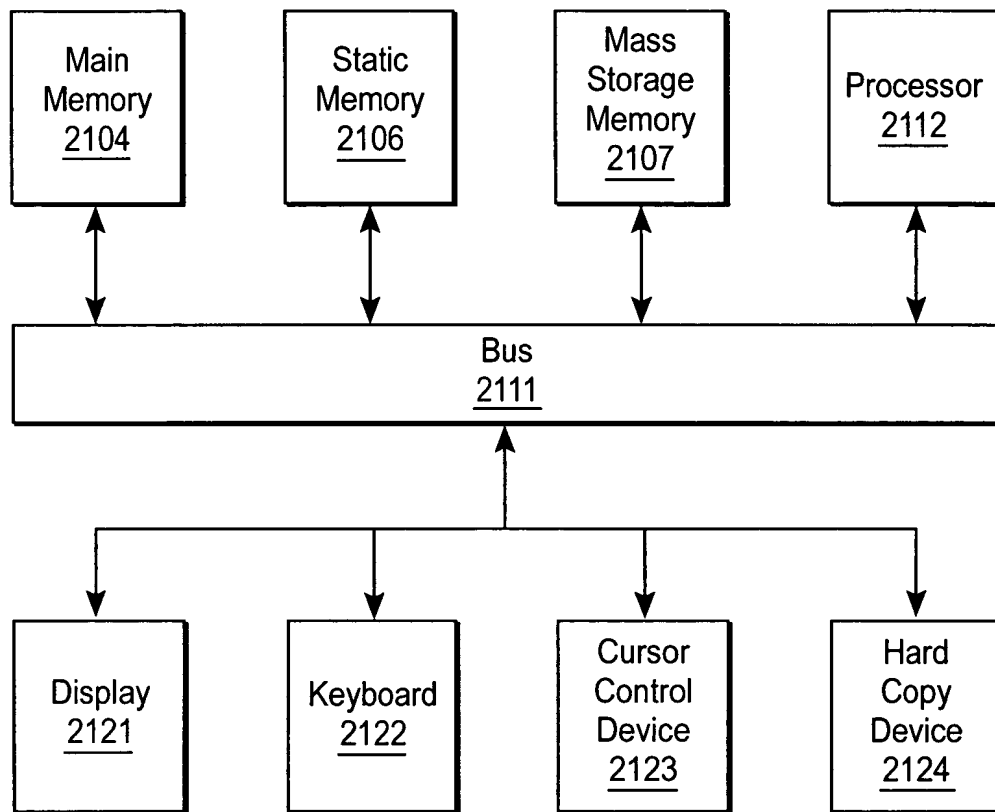 Main
Memory
2104
Static
Memory
2106
Mass
Storage
Memory
2107
Processor
2112
Bus
2111
Display
2121
Keyboard
2122
Cursor
Control
Device
2123
Hard
Copy
Device
2124